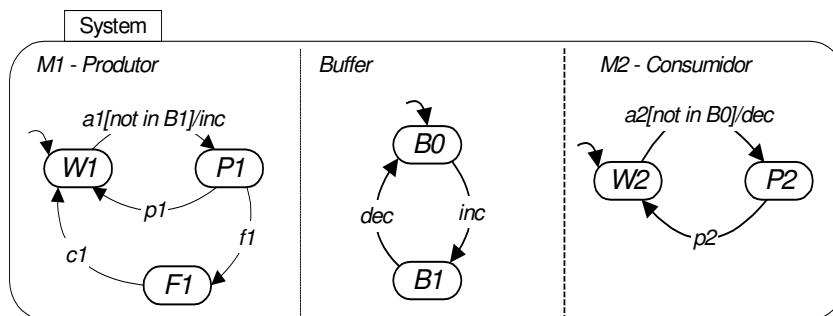 System
M1 - Produtor
Buffer
M2 - Consumidor
a1[not in B1]/inc
a2[not in B0]/dec
W1
P1
B0
W2
P2
p1
dec
inc
p2
f1
c1
F1
B1